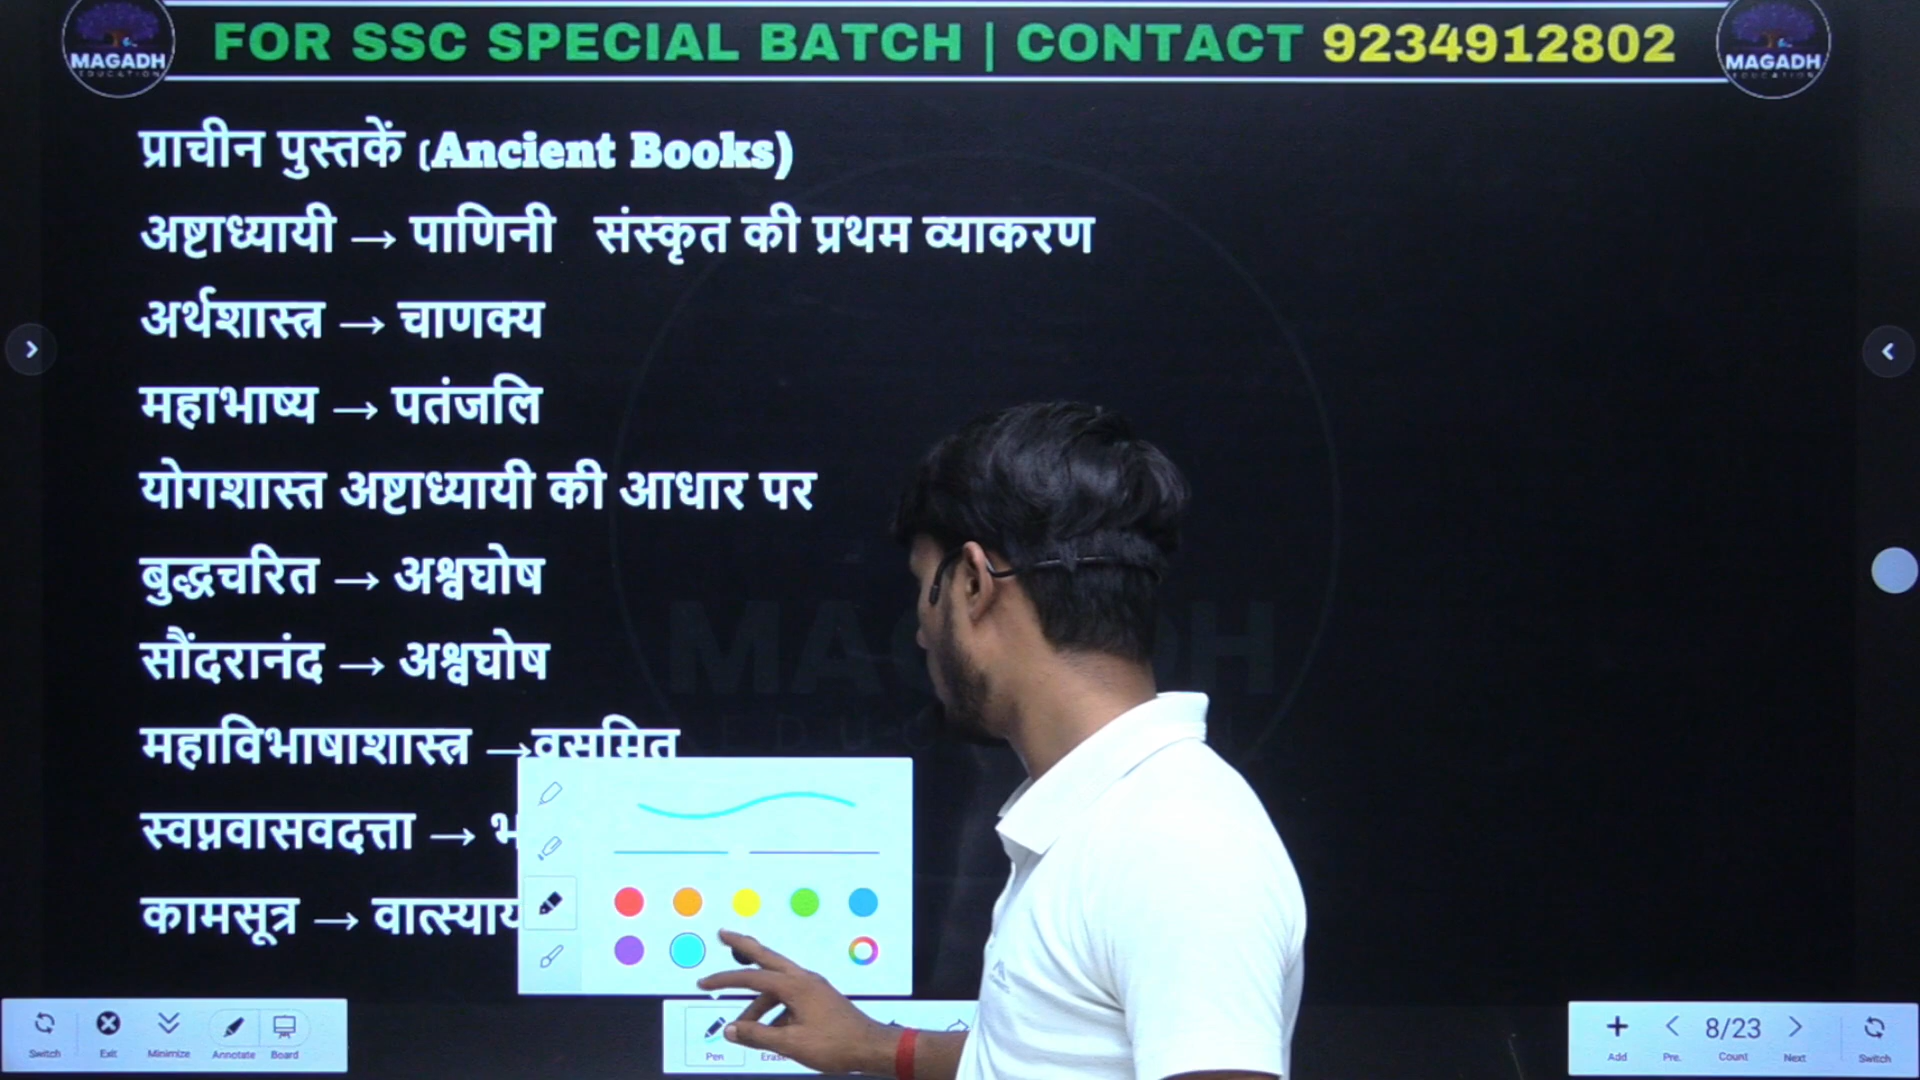 FOR SSC SPECIAL BATCH | CONTACT 9234912802
MAGADH
EDUCATION
MAGADH
EDUCATION
प्राचीन पुस्तकें (Ancient Books)
अष्टाध्यायी → पाणिनी संस्कृत की प्रथम व्याकरण
अर्थशास्त्र → चाणक्य
महाभाष्य → पतंजलि
योगशास्त अष्टाध्यायी की आधार पर
बुद्धचरित → अश्वघोष
सौंदरानंद → अश्वघोष
महाविभाषाशास्त्र →
स्वप्नवासवदत्ता →
कामसूत्र →
Switch Exit Minimize Annotate Board
Pen
8/23
Add Pre. Count Next Switch